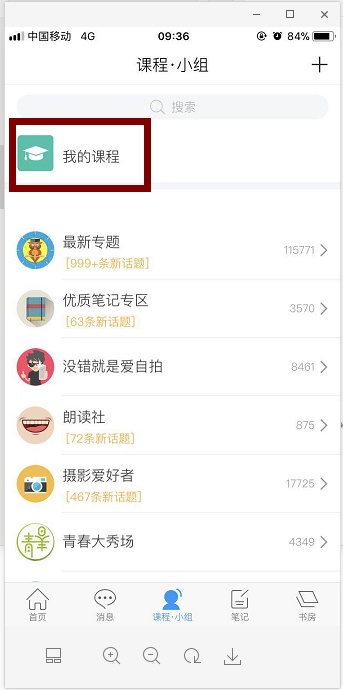 中国移动 4G 09:36 84%
课程·小组
搜索
我的课程
最新专题
[999+条新话题]
115771
优质笔记专区
[63条新话题]
3570
没错就是爱自拍
8461
朗读社
[72条新话题]
875
摄影爱好者
[467条新话题]
17725
青春大秀场
4349
首页 消息 课程·小组 笔记 书房